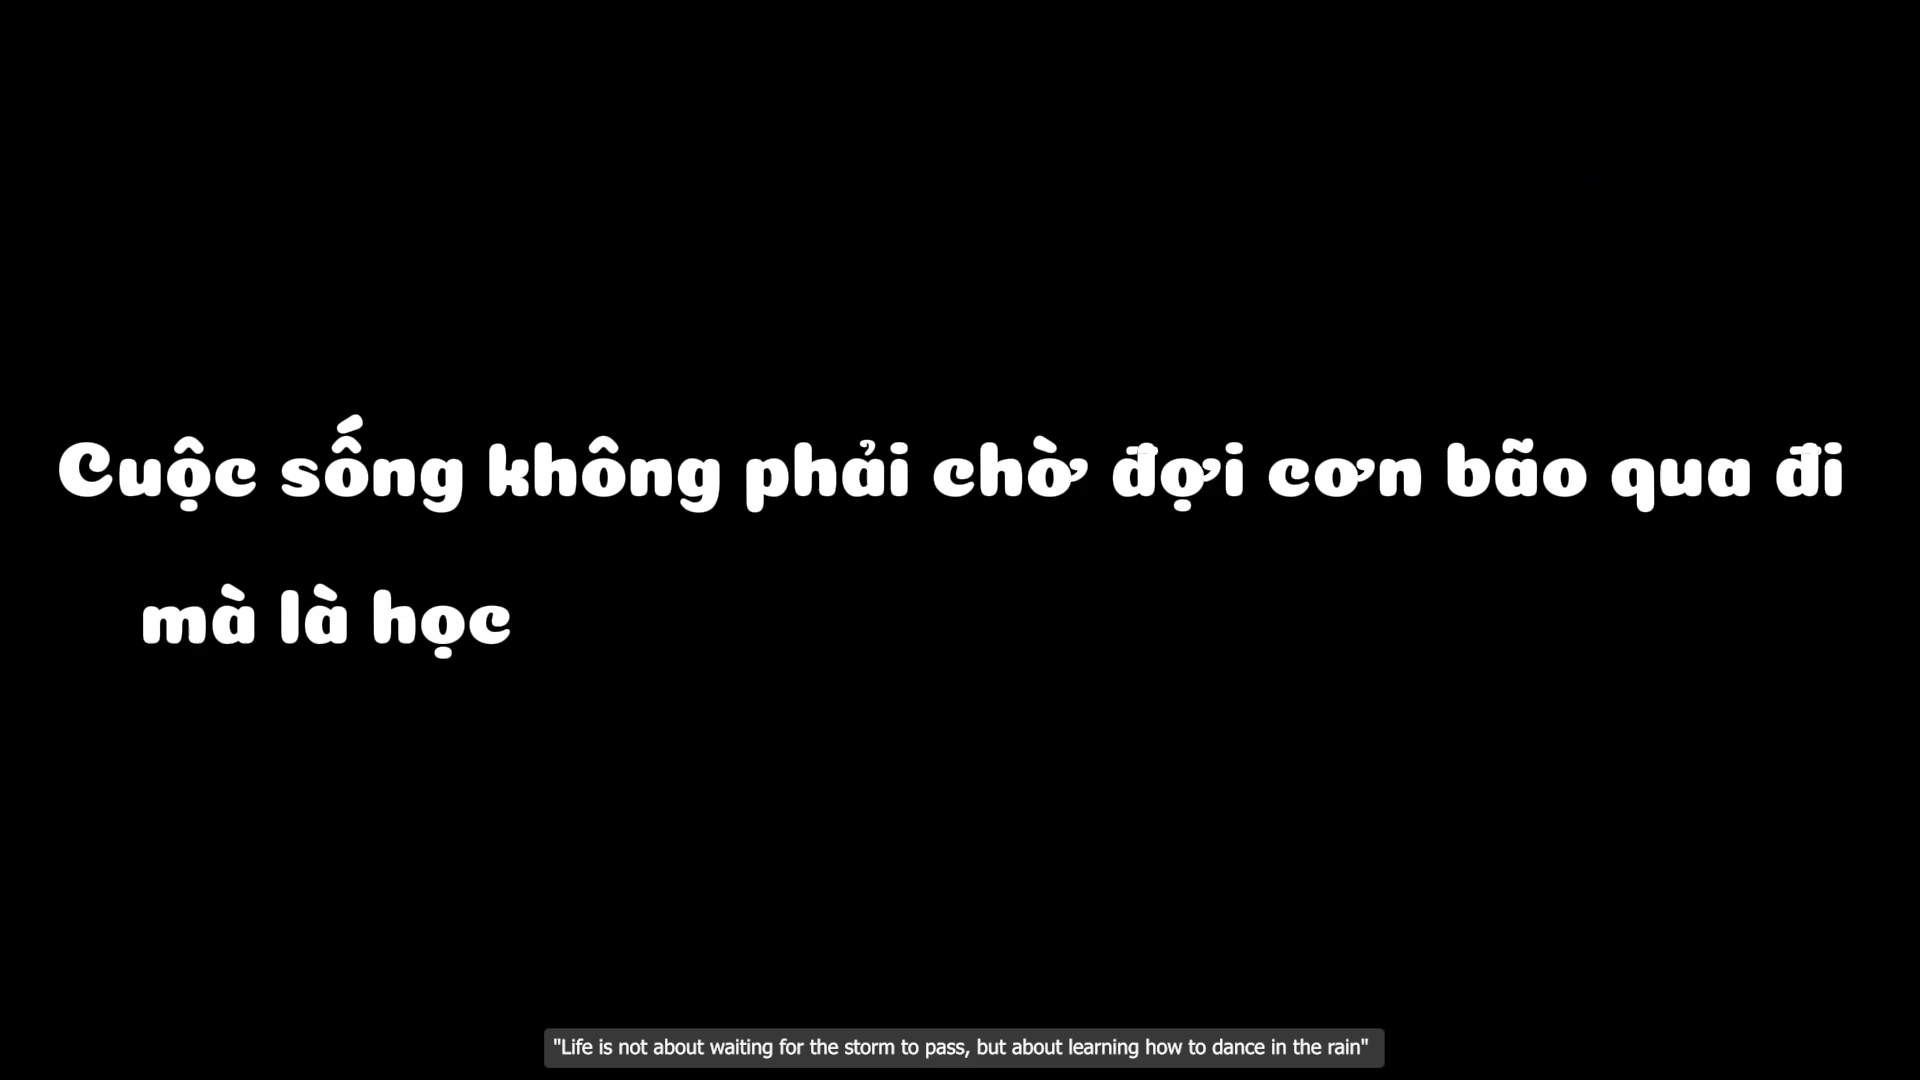 Cuộc sống không phải chờ đợi cơn bão qua đi
mà là học
"Life is not about waiting for the storm to pass, but about learning how to dance in the rain"